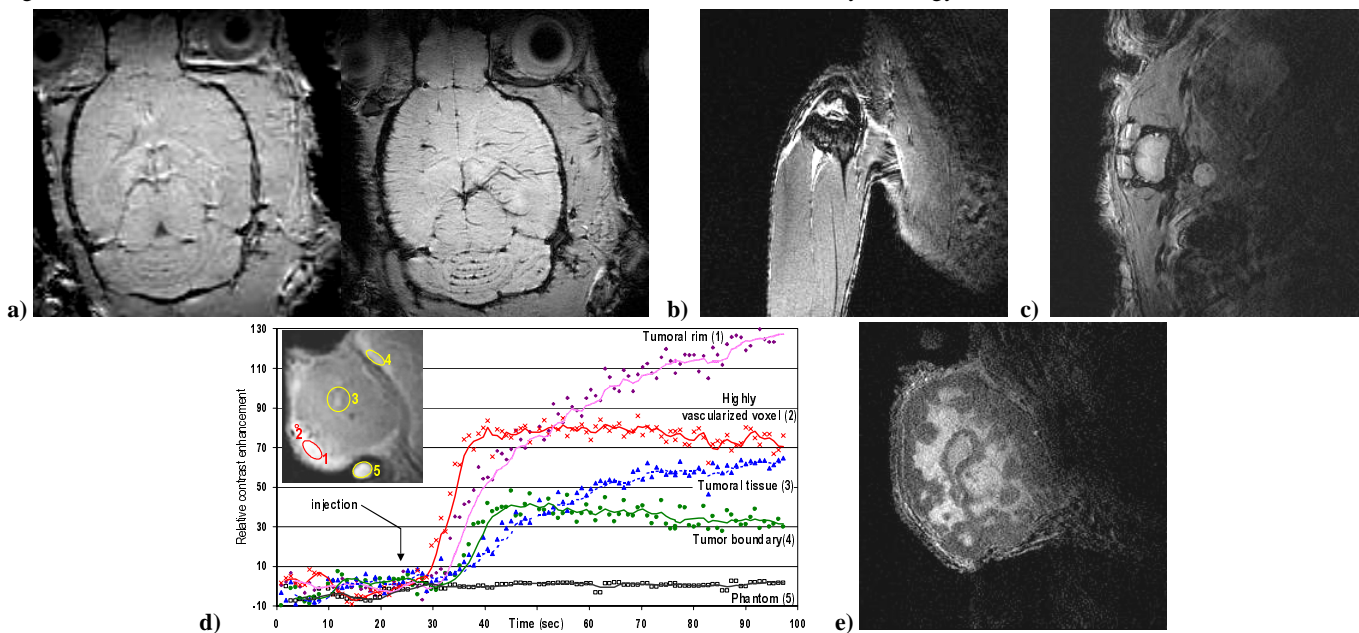 a)
b)
c)
130
110
90
70
50
30
10
-10
Relative contrast enhancement
Tumoral rim (1)
Highly
vascularized voxel (2)
Tumoral tissue (3)
Tumor boundary(4)
Phantom (5)
injection
4
3
2
1
5
0
10
20
30
40
50
60
70
80
90
100
Time (sec)
d)
e)